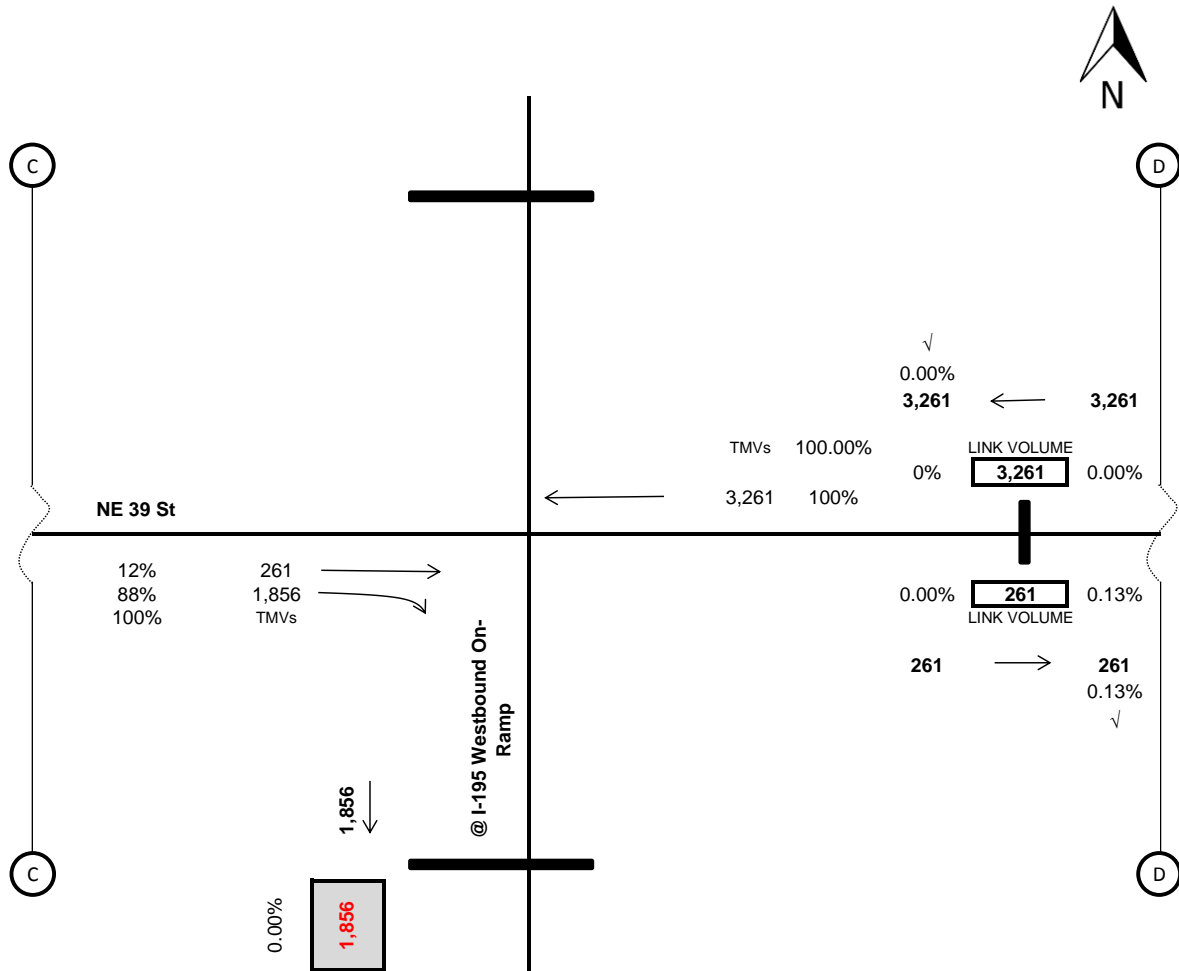 N
C
D
√
0.00%
3,261 3,261
TMVs 100.00% LINK VOLUME
0% 3,261 0.00%
3,261 100%
NE 39 St
12% 261
88% 1,856
100% TMVs
0.00% 261 0.13%
LINK VOLUME
261 261
0.13%
√
@ I-195 Westbound On-
Ramp
1,856
C
D
0.00%
1,856